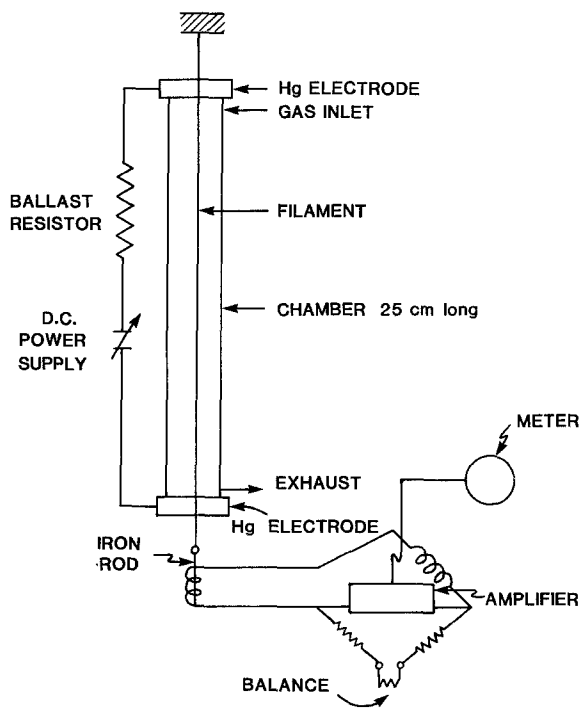 Hg ELECTRODE
GAS INLET
BALLAST
RESISTOR
FILAMENT
D.C.
POWER
SUPPLY
CHAMBER 25 cm long
METER
EXHAUST
Hg ELECTRODE
IRON
ROD
AMPLIFIER
BALANCE